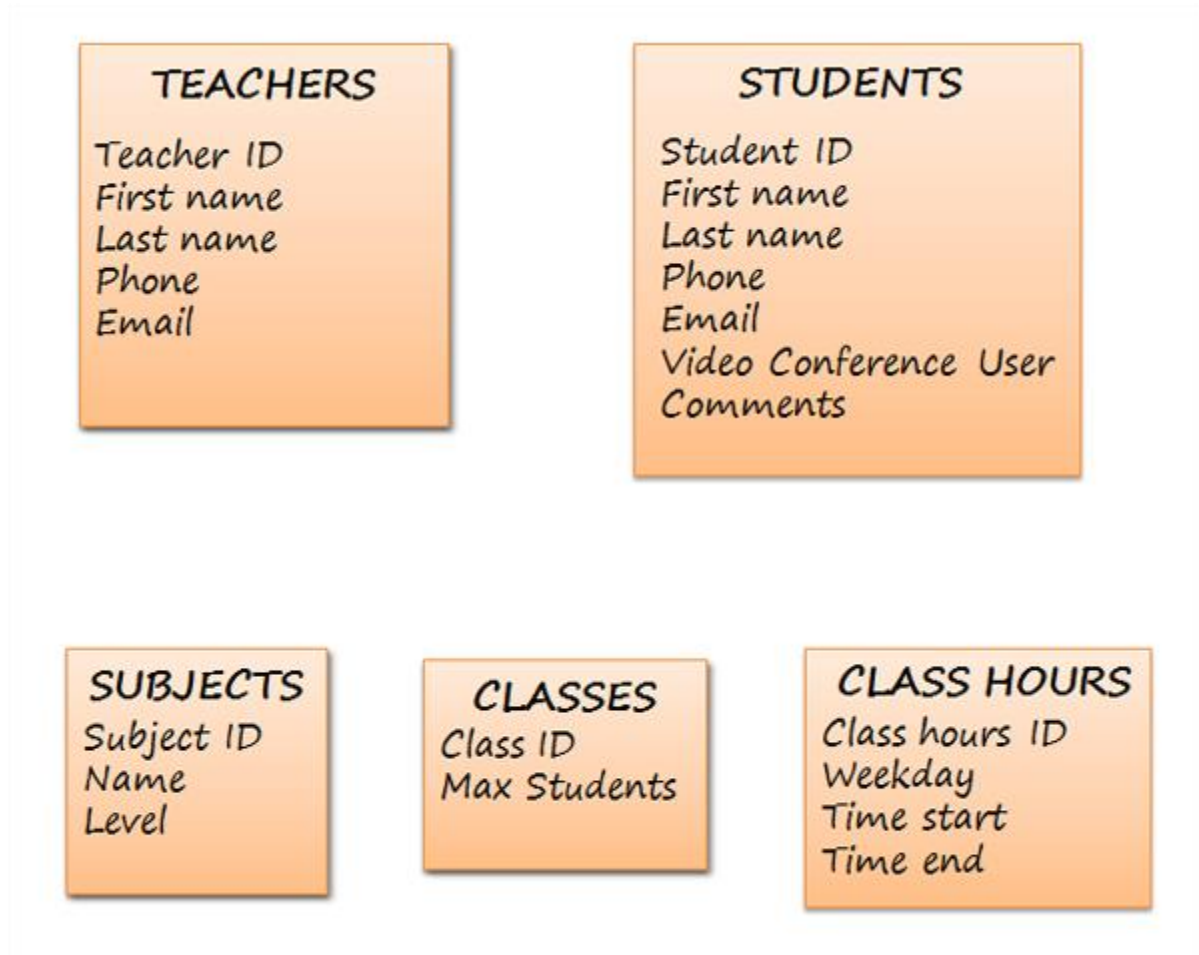 TEACHERS
Teacher ID
First name
Last name
Phone
Email
STUDENTS
Student ID
First name
Last name
Phone
Email
Video Conference User
Comments
SUBJECTS
Subject ID
Name
Level
CLASSES
Class ID
Max Students
CLASS HOURS
Class hours ID
Weekday
Time start
Time end